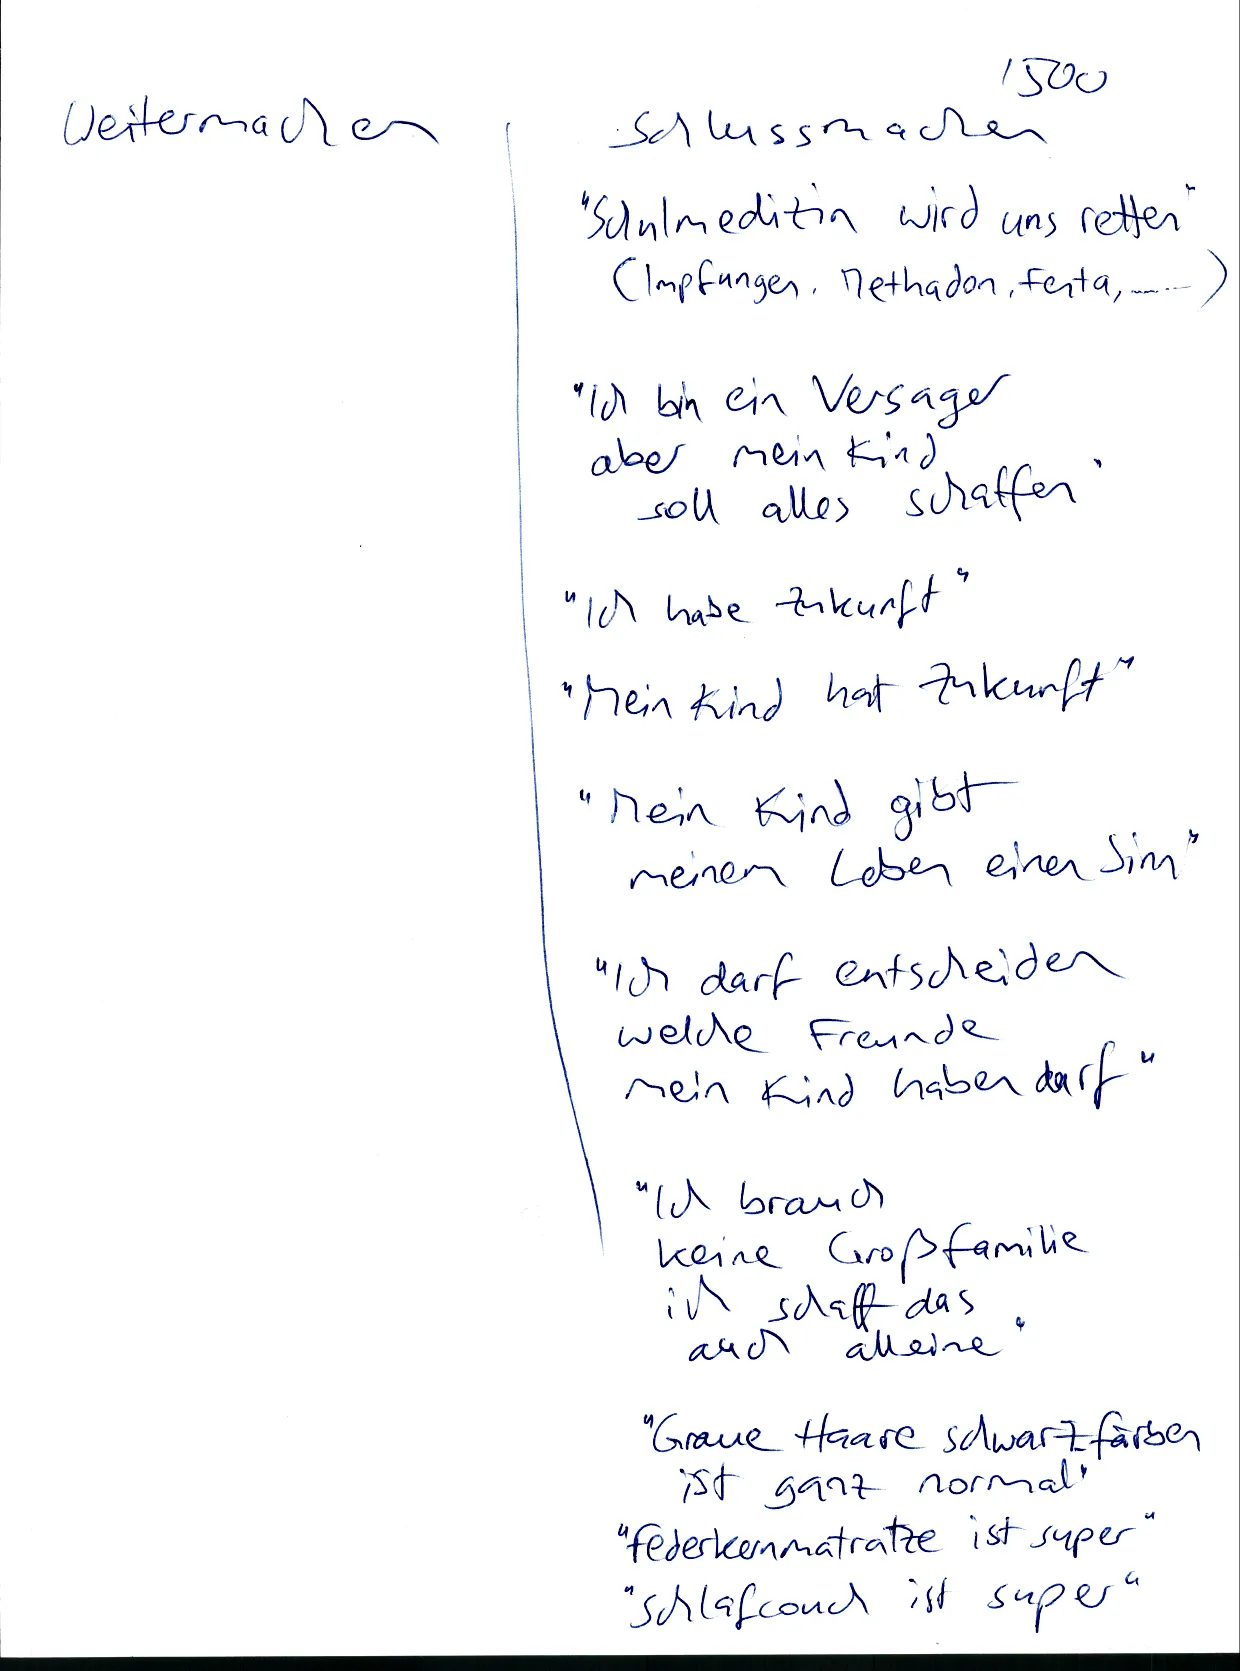 1500
Weitermachen
Schlussmachen
"Schulmeditin wird uns retten"
(Impfungen, Methadon, Fenta, ......)
"Ich bin ein Versager
aber mein Kind
soll alles schaffen"
"Ich habe Zukunft"
"Mein Kind hat Zukunft"
"Mein Kind gibt
meinem Leben einen Sinn"
"Ich darf entscheiden
welche Freunde
mein Kind haben darf"
"Ich brauch
keine Großfamilie
ich schaff das
auch alleine"
"Graue Haare schwarz färben
ist ganz normal"
"Federkernmatratze ist super"
"Schlafcouch ist super"